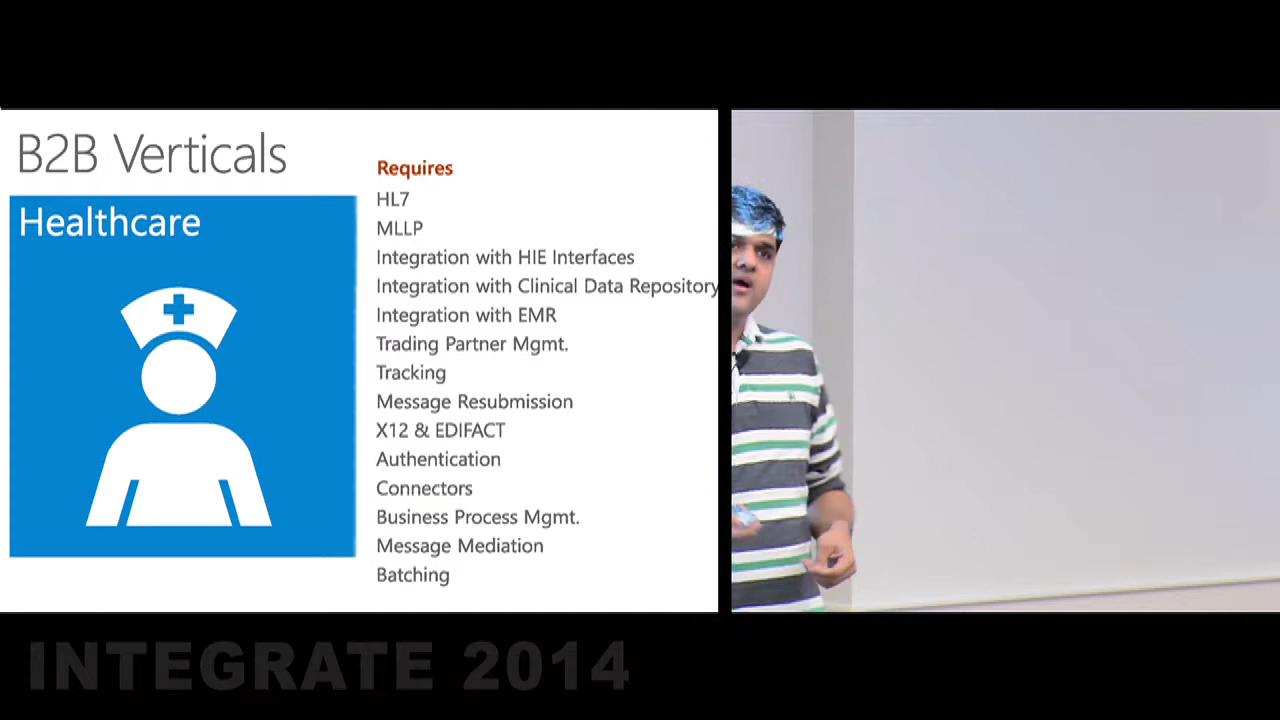 B2B Verticals
Healthcare
Requires
HL7
MLLP
Integration with HIE Interfaces
Integration with Clinical Data Repository
Integration with EMR
Trading Partner Mgmt.
Tracking
Message Resubmission
X12 & EDIFACT
Authentication
Connectors
Business Process Mgmt.
Message Mediation
Batching
INTEGRATE 2014